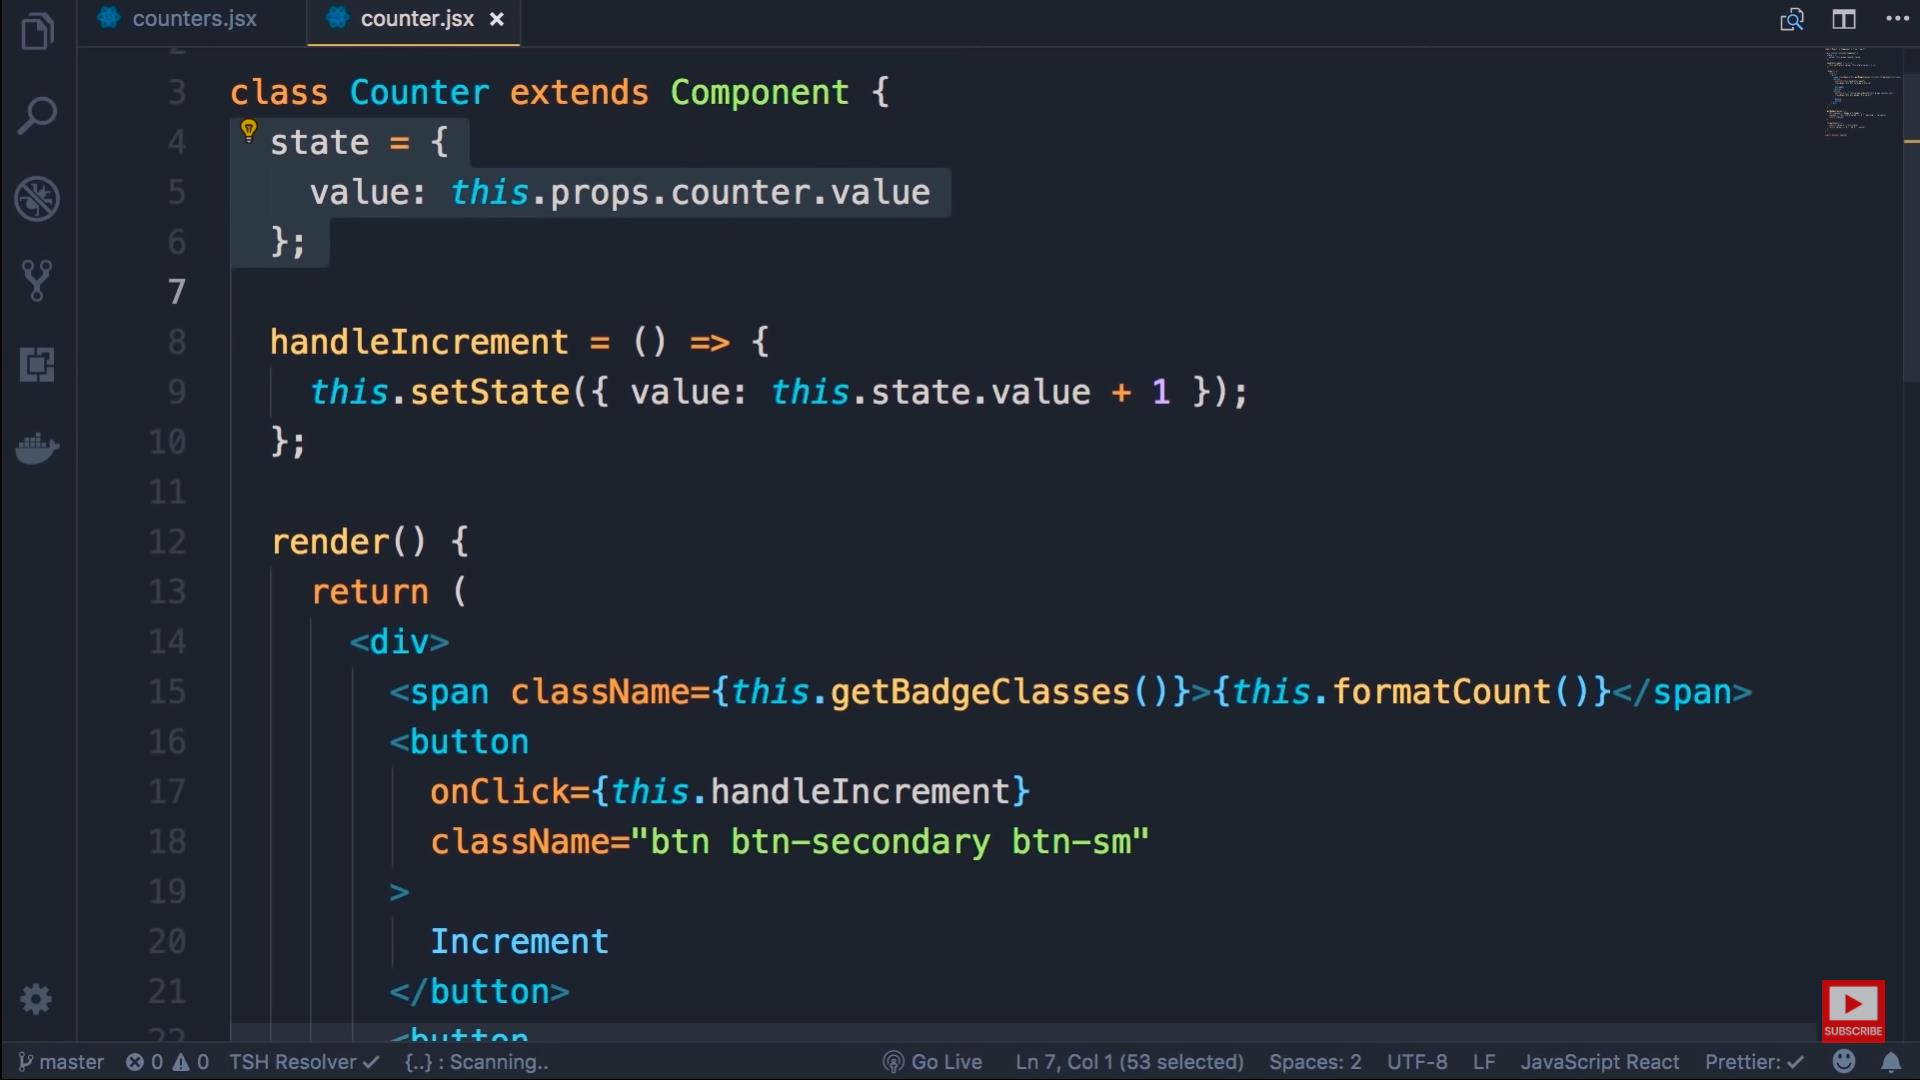 counters.jsx
counter.jsx ×
3 class Counter extends Component {
4 state = {
5 value: this.props.counter.value
6 };
7
8 handleIncrement = () => {
9 this.setState({ value: this.state.value + 1 });
10 };
11
12 render() {
13 return (
14 <div>
15 <span className={this.getBadgeClasses()}>{this.formatCount()}</span>
16 <button
17 onClick={this.handleIncrement}
18 className="btn btn-secondary btn-sm"
19 >
20 Increment
21 </button>
22 <button
SUBSCRIBE
master 0 0 TSH Resolver ✓ {..} : Scanning.. Go Live Ln 7, Col 1 (53 selected) Spaces: 2 UTF-8 LF JavaScript React Prettier: ✓